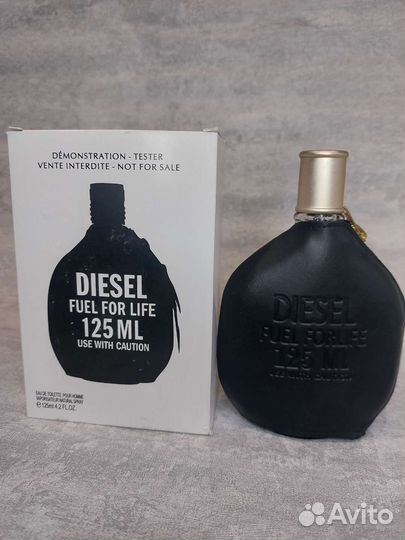 DÉMONSTRATION - TESTER
VENTE INTERDITE - NOT FOR SALE
DIESEL
FUEL FOR LIFE
125 ML
USE WITH CAUTION
EAU DE TOILETTE POUR HOMME
VAPORISATEUR NATURAL SPRAY
℮ 125ml 4.2 FL.OZ.
DIESEL
FUEL FOR LIFE
125 ML
USE WITH CAUTION
Avito